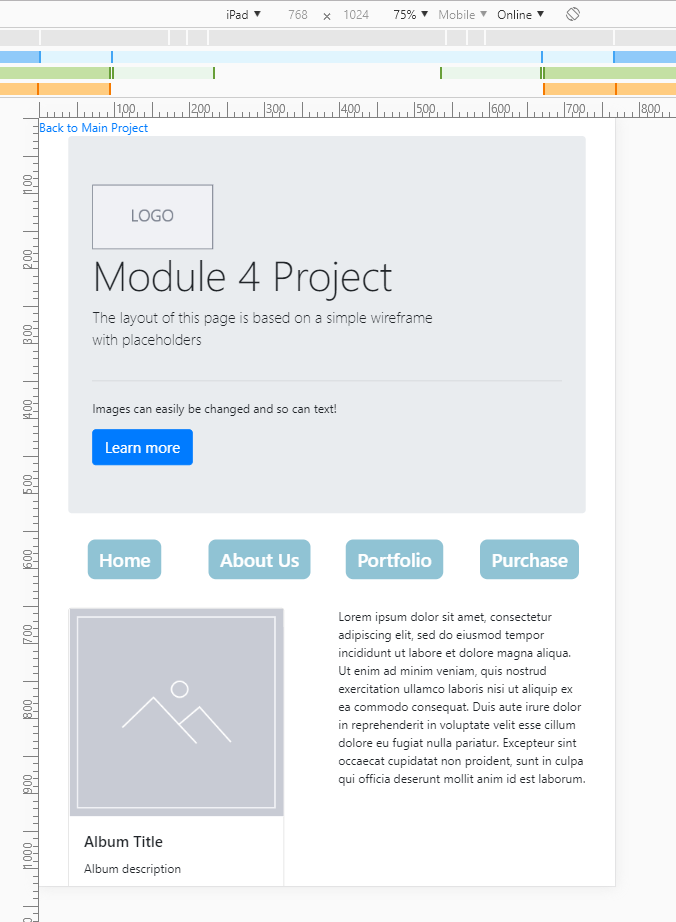 iPad ▼ 768 x 1024 75% ▼ Mobile ▼ Online ▼
100 200 300 400 500 600 700 800
Back to Main Project
100
200
300
400
500
600
700
800
900
1000
LOGO
Module 4 Project
The layout of this page is based on a simple wireframe
with placeholders
Images can easily be changed and so can text!
Learn more
Home About Us Portfolio Purchase
Lorem ipsum dolor sit amet, consectetur
adipiscing elit, sed do eiusmod tempor
incididunt ut labore et dolore magna aliqua.
Ut enim ad minim veniam, quis nostrud
exercitation ullamco laboris nisi ut aliquip ex
ea commodo consequat. Duis aute irure dolor
in reprehenderit in voluptate velit esse cillum
dolore eu fugiat nulla pariatur. Excepteur sint
occaecat cupidatat non proident, sunt in culpa
qui officia deserunt mollit anim id est laborum.
Album Title
Album description